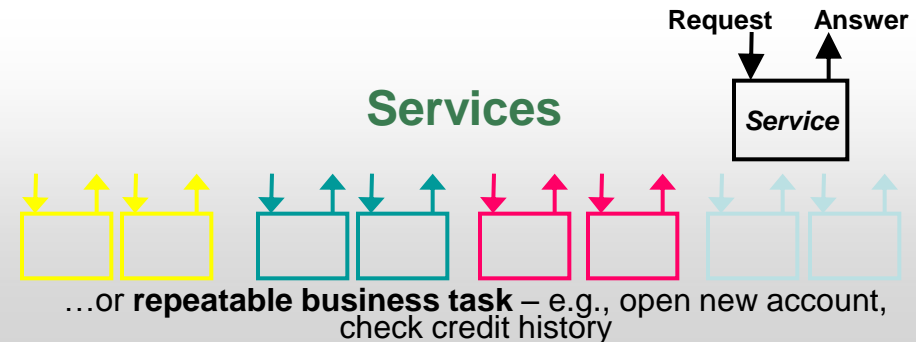 Request Answer
Services
Service
…or repeatable business task – e.g., open new account,
check credit history